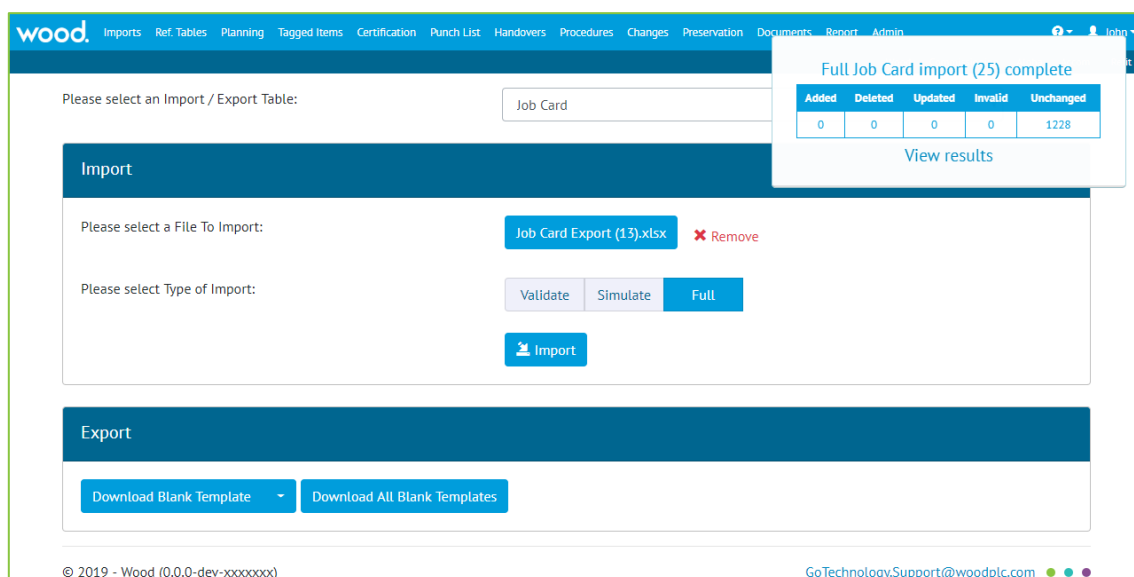 wood. Imports Ref. Tables Planning Tagged Items Certification Punch List Handovers Procedures Changes Preservation Documents Report Admin John
Full Job Card import (25) complete
Please select an Import / Export Table: Job Card
Added Deleted Updated Invalid Unchanged
0 0 0 0 1228
View results
Import
Please select a File To Import: Job Card Export (13).xlsx Remove
Please select Type of Import: Validate Simulate Full
Import
Export
Download Blank Template Download All Blank Templates
© 2019 - Wood (0.0.0-dev-xxxxxxx) GoTechnology.Support@woodplc.com